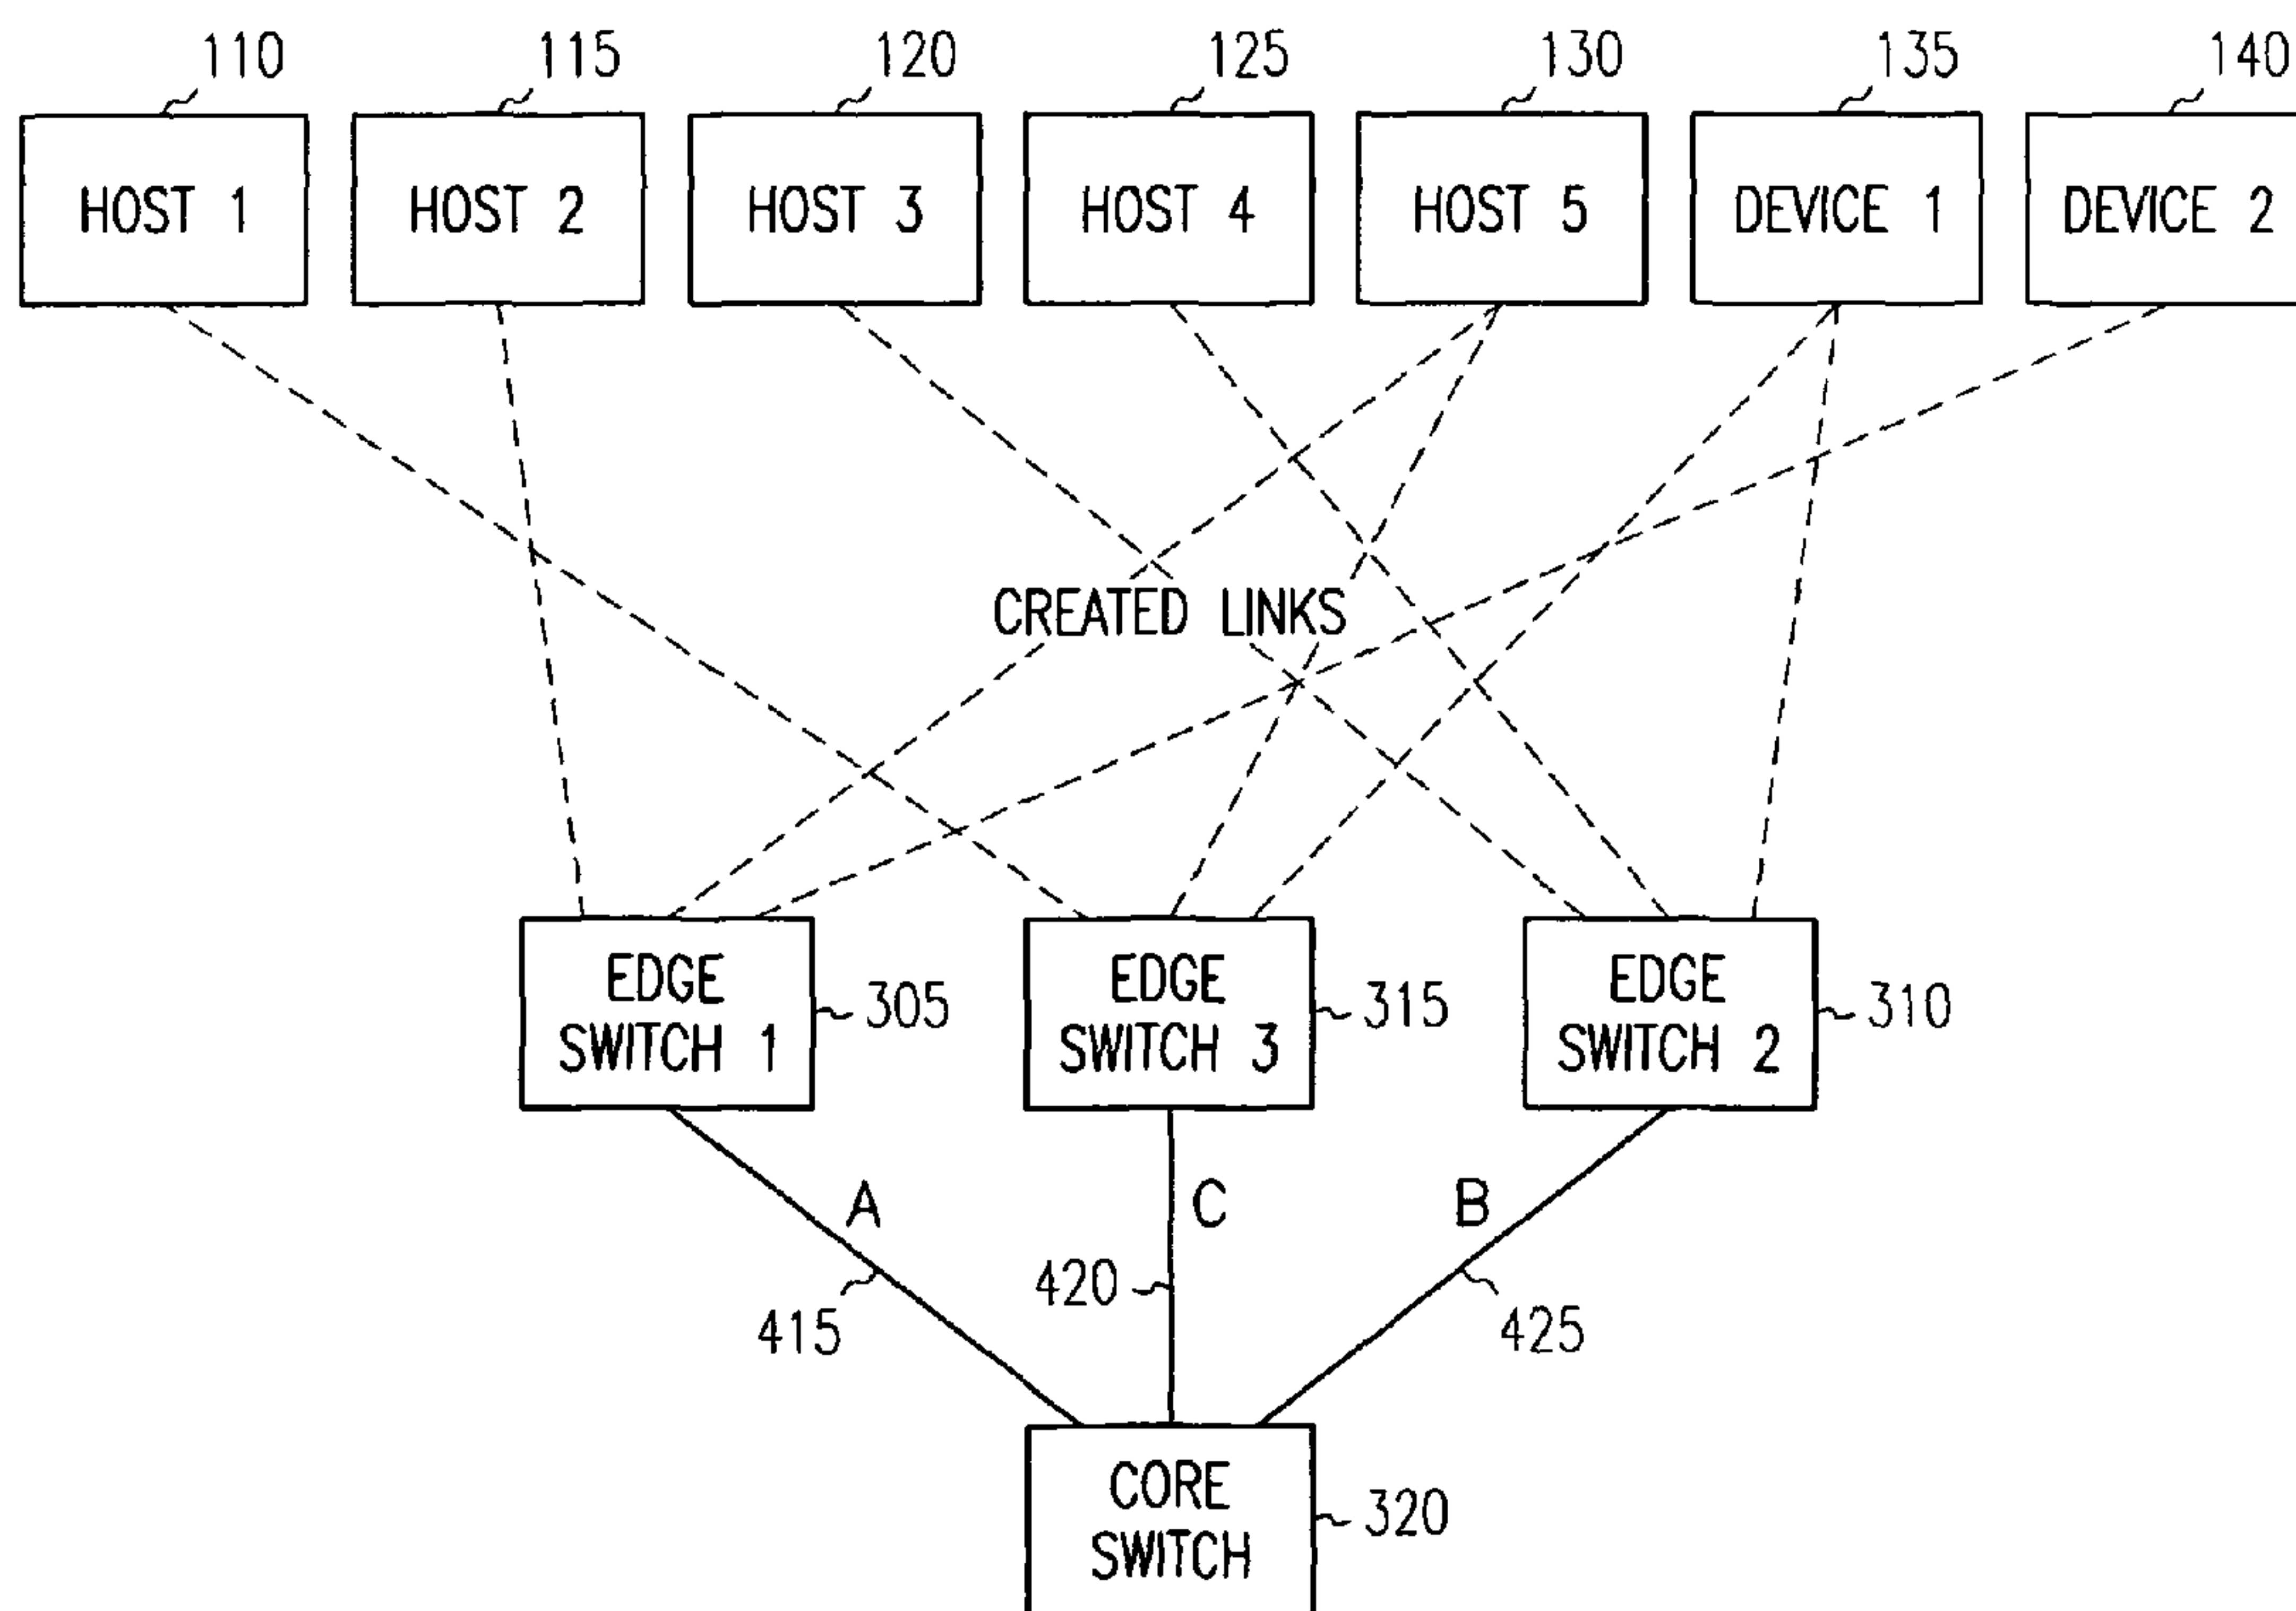 110 115 120 125 130 135 140
HOST 1 HOST 2 HOST 3 HOST 4 HOST 5 DEVICE 1 DEVICE 2
CREATED LINKS
EDGE SWITCH 1
305
EDGE SWITCH 3
315
EDGE SWITCH 2
310
A
C
B
415
420
425
CORE
SWITCH
320